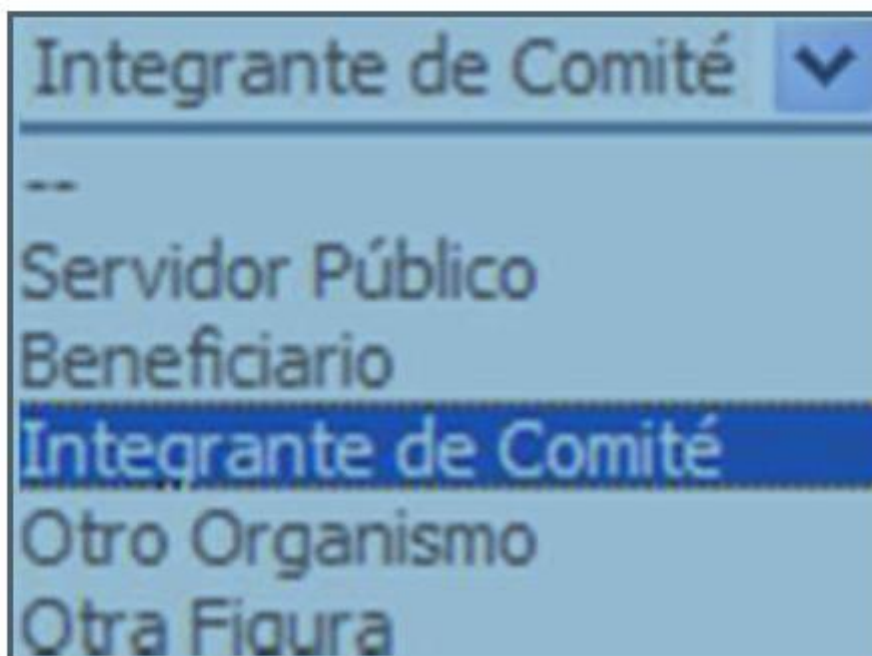 Integrante de Comité
--
Servidor Público
Beneficiario
Integrante de Comité
Otro Organismo
Otra Figura